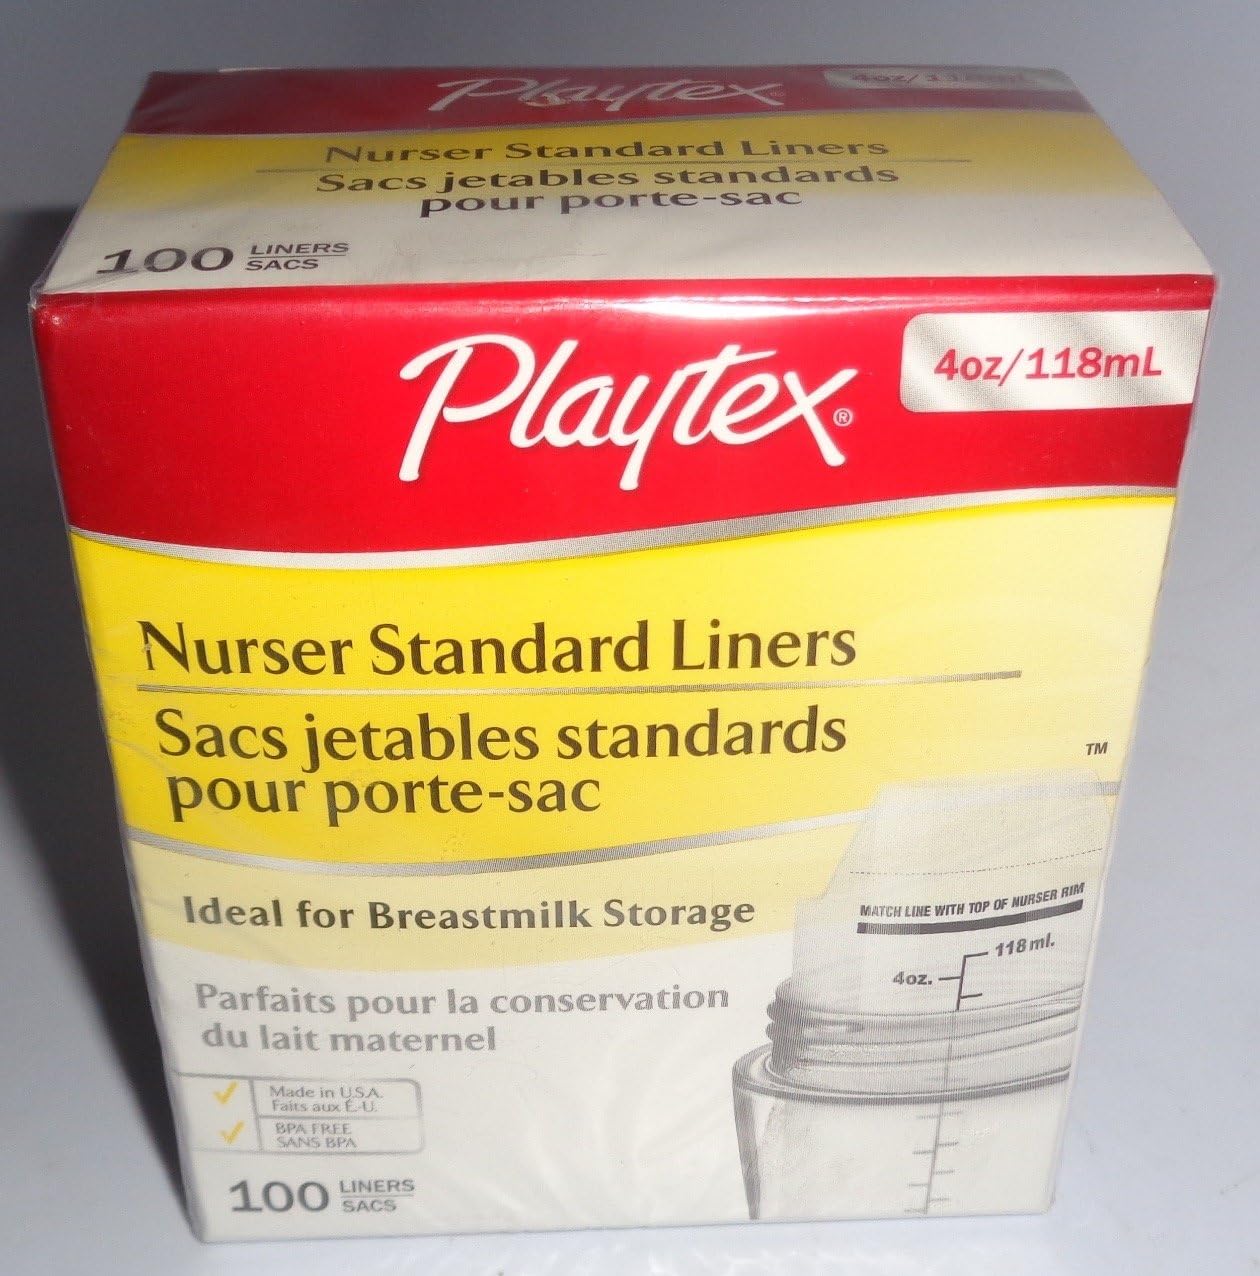 Playtex
4oz/118mL
Nurser Standard Liners
Sacs jetables standards
pour porte-sac
100 LINERS
SACS
Playtex®
4oz/118mL
Nurser Standard Liners
Sacs jetables standards
pour porte-sac
TM
Ideal for Breastmilk Storage
MATCH LINE WITH TOP OF NURSER RIM
118 ml.
4oz.
Parfaits pour la conservation
du lait maternel
Made in U.S.A.
Faits aux É.-U.
BPA FREE
SANS BPA
100 LINERS
SACS